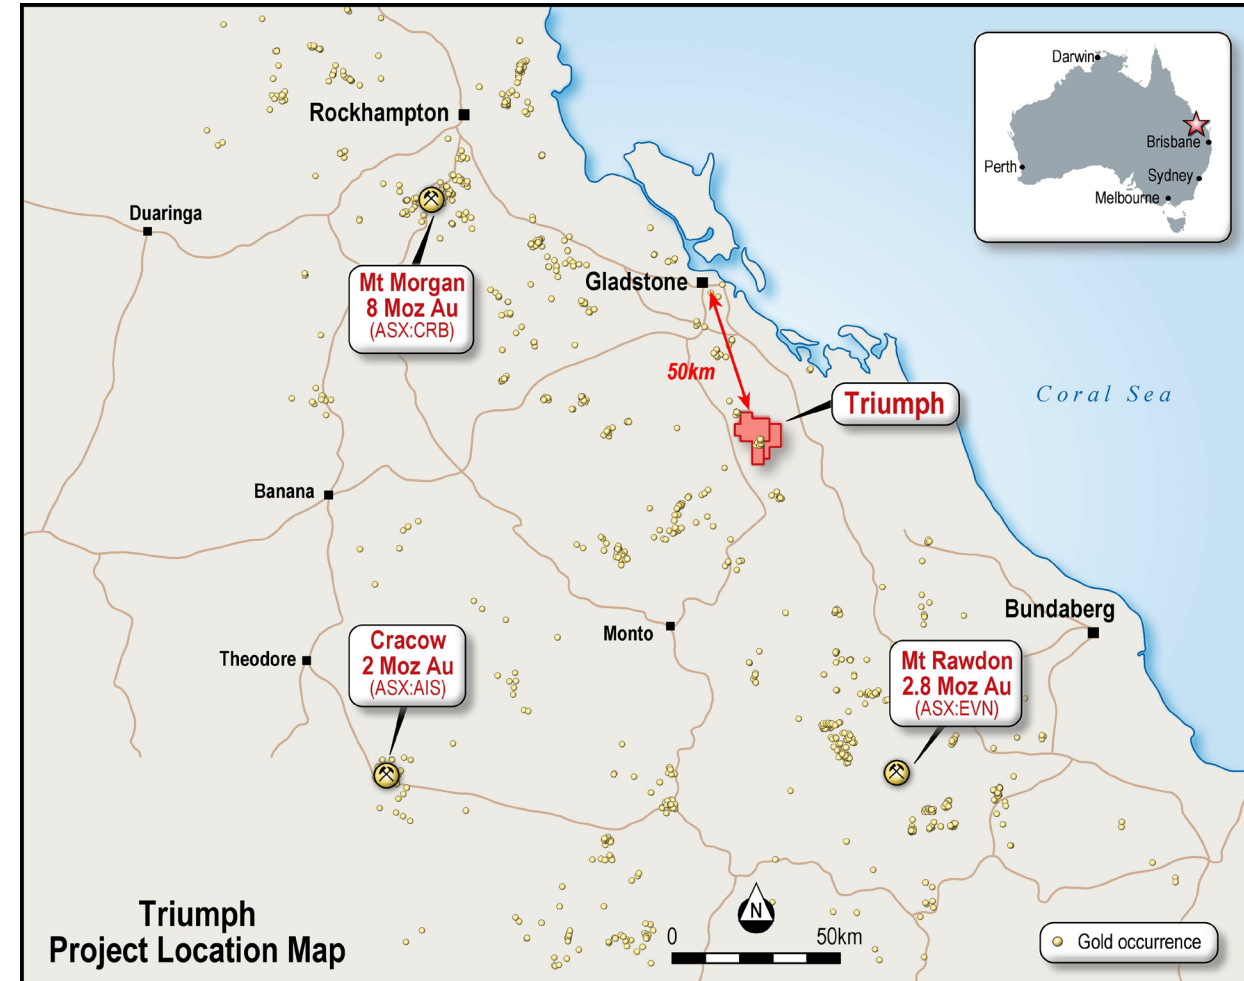 Darwin
Rockhampton
Brisbane
Perth
Sydney
Melbourne
Duaringa
Mt Morgan
8 Moz Au
(ASX:CRB)
Gladstone
50km
Triumph
Coral Sea
Banana
Bundaberg
Monto
Theodore
Cracow
2 Moz Au
(ASX:AIS)
Mt Rawdon
2.8 Moz Au
(ASX:EVN)
Triumph
Project Location Map
N
0 50km
Gold occurrence